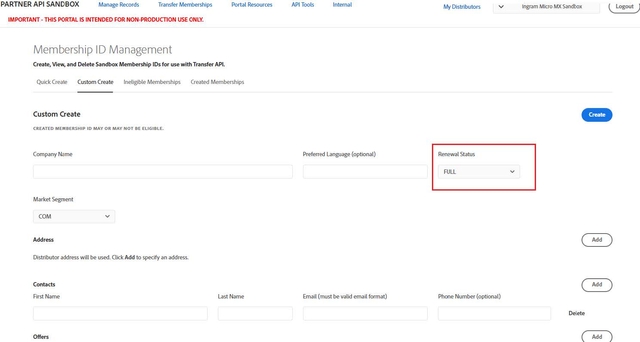 PARTNER API SANDBOX
Manage Records
Transfer Memberships
Portal Resources
API Tools
Internal
My Distributors
Ingram Micro MX Sandbox
Logout
IMPORTANT - THIS PORTAL IS INTENDED FOR NON-PRODUCTION USE ONLY.
Membership ID Management
Create, View, and Delete Sandbox Membership IDs for use with Transfer API.
Quick Create
Custom Create
Ineligible Memberships
Created Memberships
Custom Create
Create
CREATED MEMBERSHIP ID MAY OR MAY NOT BE ELIGIBLE.
Company Name
Preferred Language (optional)
Renewal Status
FULL
Market Segment
COM
Address
Add
Distributor address will be used. Click Add to specify an address.
Contacts
Add
First Name
Last Name
Email (must be valid email format)
Phone Number (optional)
Delete
Offers
Add